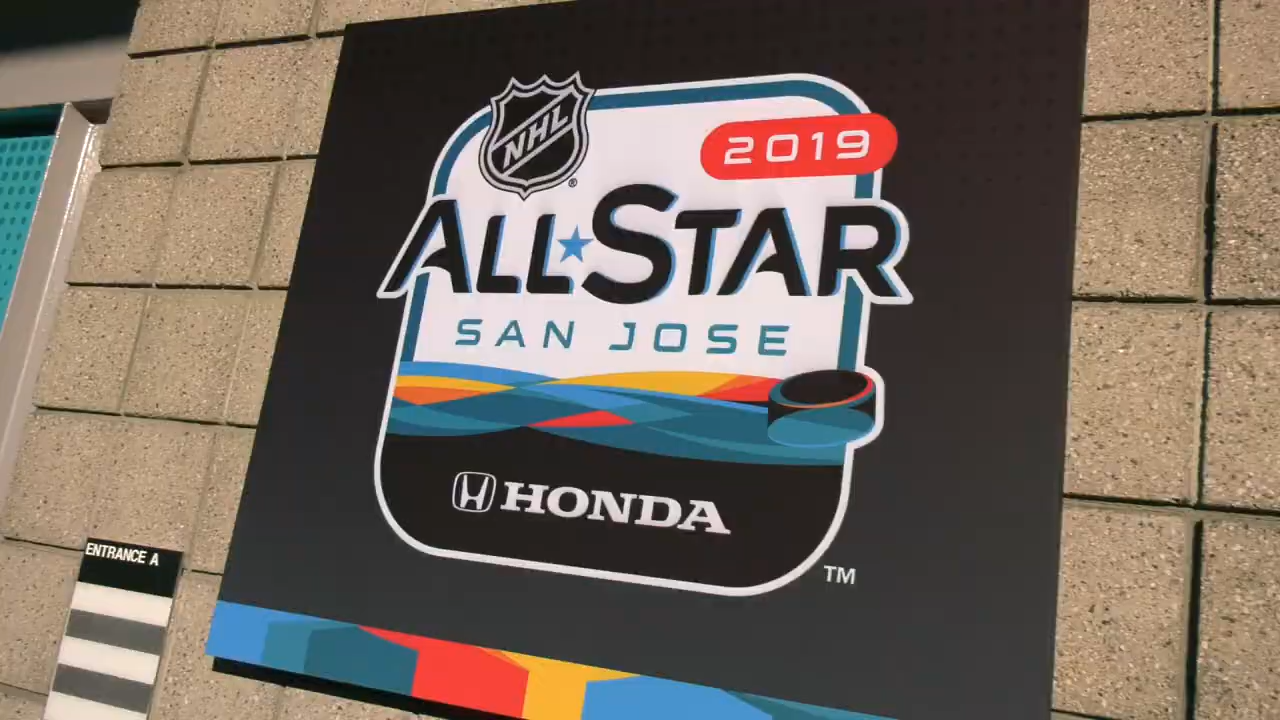 NHL
®
2019
ALL★STAR
SAN JOSE
HONDA
TM
ENTRANCE A